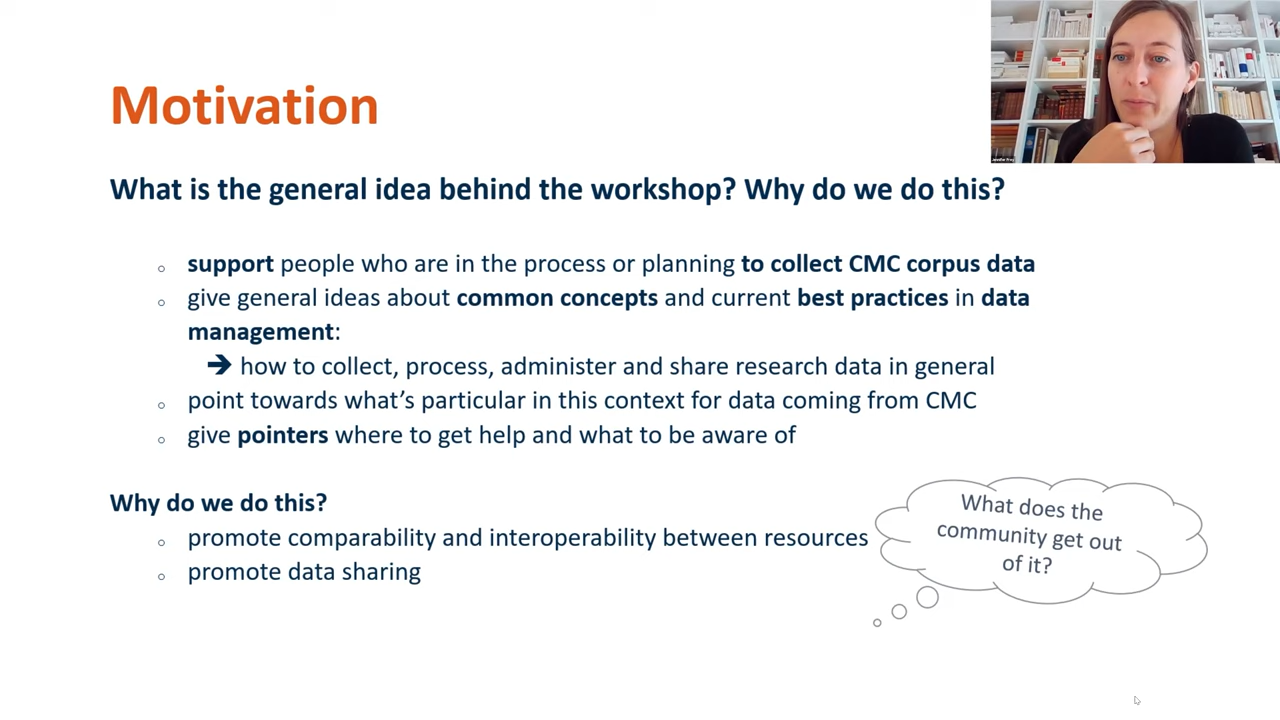 Motivation
What is the general idea behind the workshop? Why do we do this?
support people who are in the process or planning to collect CMC corpus data
give general ideas about common concepts and current best practices in data
management:
➔ how to collect, process, administer and share research data in general
point towards what’s particular in this context for data coming from CMC
give pointers where to get help and what to be aware of
Why do we do this?
promote comparability and interoperability between resources
promote data sharing
What does the
community get out
of it?